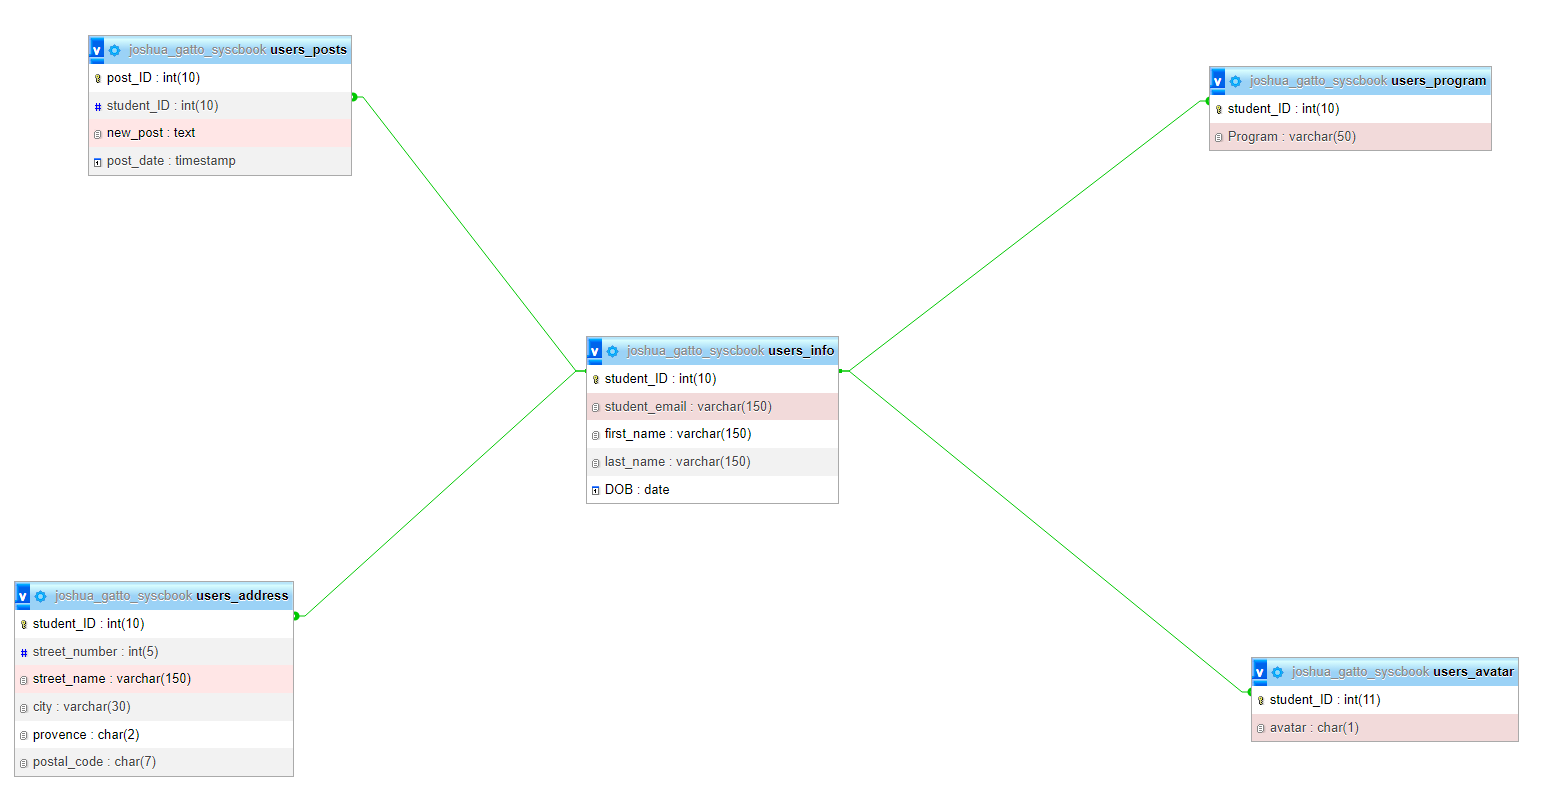 v joshua_gatto_syscbook users_posts
post_ID : int(10)
# student_ID : int(10)
new_post : text
post_date : timestamp
v joshua_gatto_syscbook users_program
student_ID : int(10)
Program : varchar(50)
v joshua_gatto_syscbook users_info
student_ID : int(10)
student_email : varchar(150)
first_name : varchar(150)
last_name : varchar(150)
DOB : date
v joshua_gatto_syscbook users_address
student_ID : int(10)
# street_number : int(5)
street_name : varchar(150)
city : varchar(30)
provence : char(2)
postal_code : char(7)
v joshua_gatto_syscbook users_avatar
student_ID : int(11)
avatar : char(1)